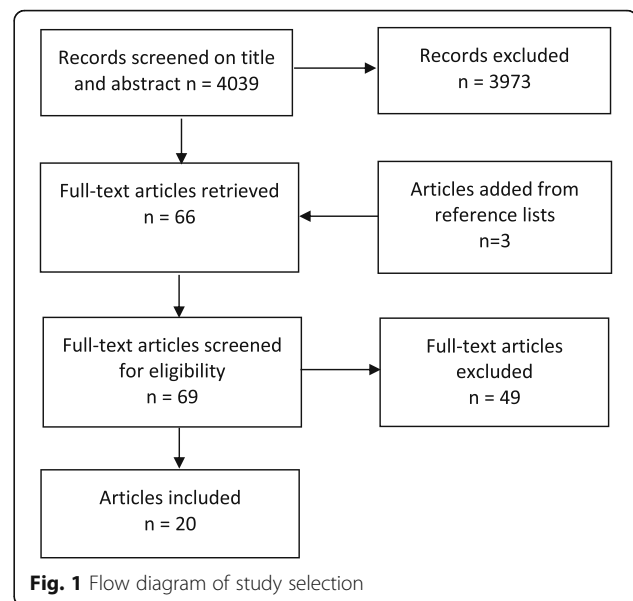 Records screened on title
and abstract n = 4039
Records excluded
n = 3973
Full-text articles retrieved
n = 66
Articles added from
reference lists
n=3
Full-text articles screened
for eligibility
n = 69
Full-text articles
excluded
n = 49
Articles included
n = 20
Fig. 1 Flow diagram of study selection